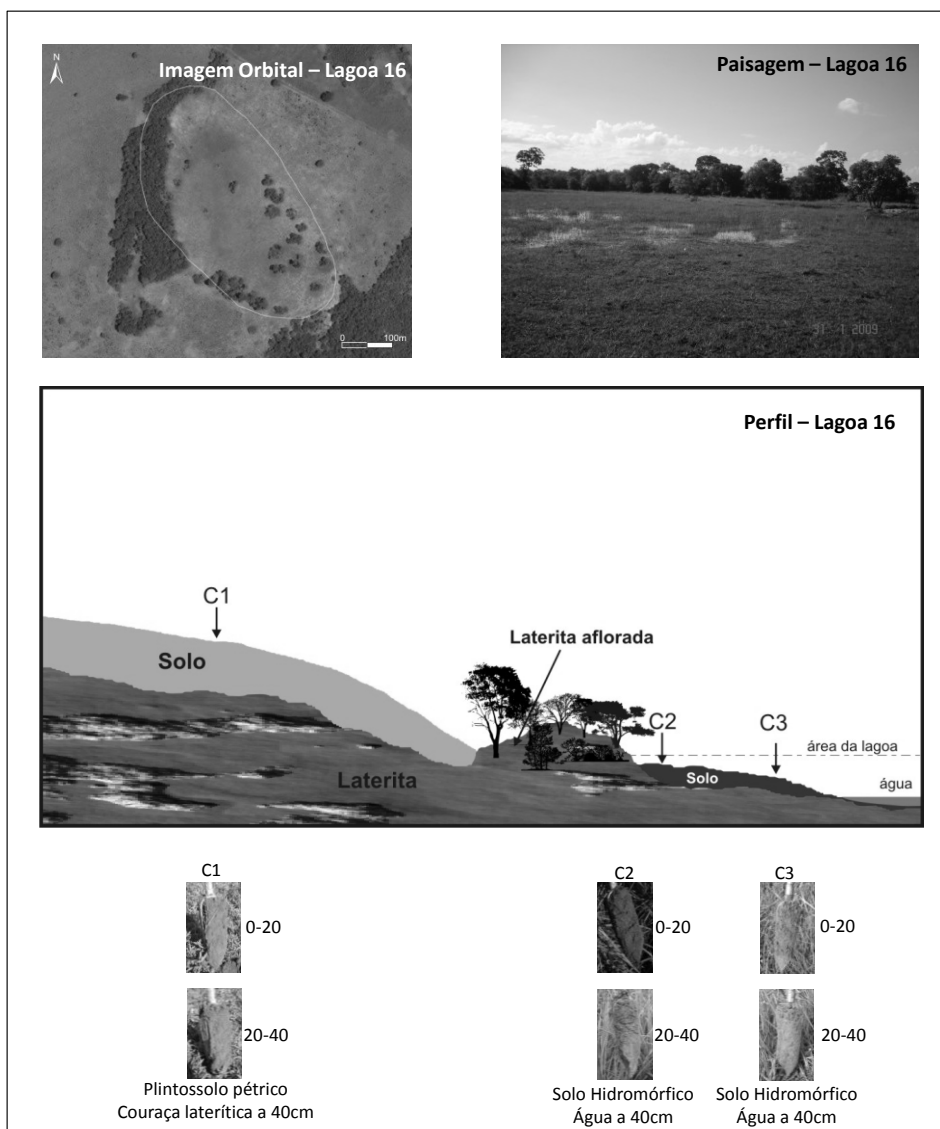 Imagem Orbital – Lagoa 16
N
0 100m
Paisagem – Lagoa 16
31 1 2009
Perfil – Lagoa 16
C1
Solo
Laterita aflorada
C2
C3
área da lagoa
Solo
água
Laterita
C1
C2
C3
0-20
0-20
0-20
20-40
20-40
20-40
Plintossolo pétrico
Couraça laterítica a 40cm
Solo Hidromórfico
Água a 40cm
Solo Hidromórfico
Água a 40cm